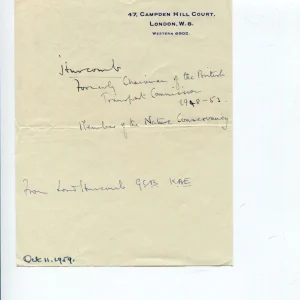 47, CAMPDEN HILL COURT,
LONDON, W. 8.
WESTERN 6902
Hurcomb
Formerly Chairman of the British
Transport Commission
1948-53.
Member of the Nature Conservancy
From Lord Hurcomb GCB KBE
Oct 11. 1959.